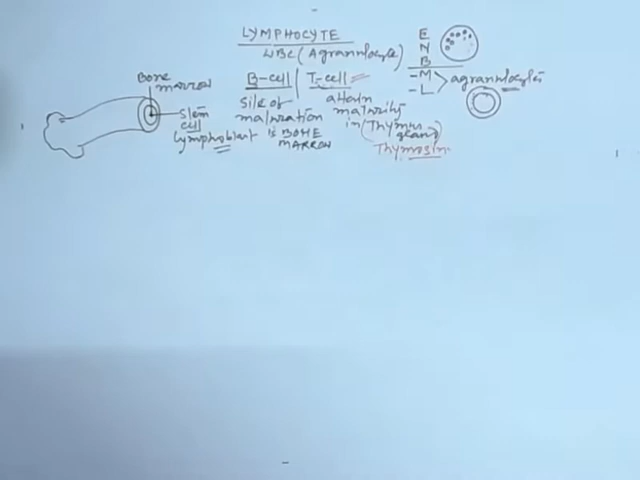 LYMPHOCYTE
WBC (Agranulocyte)
B-cell
Site of
maturation
is BONE
MARROW
T-cell
attain
maturity
in (Thymus
gland)
Thymosin
Bone
marrow
Stem
cell
lymphoblast
E
N
B
-M
-L
agranulocytes